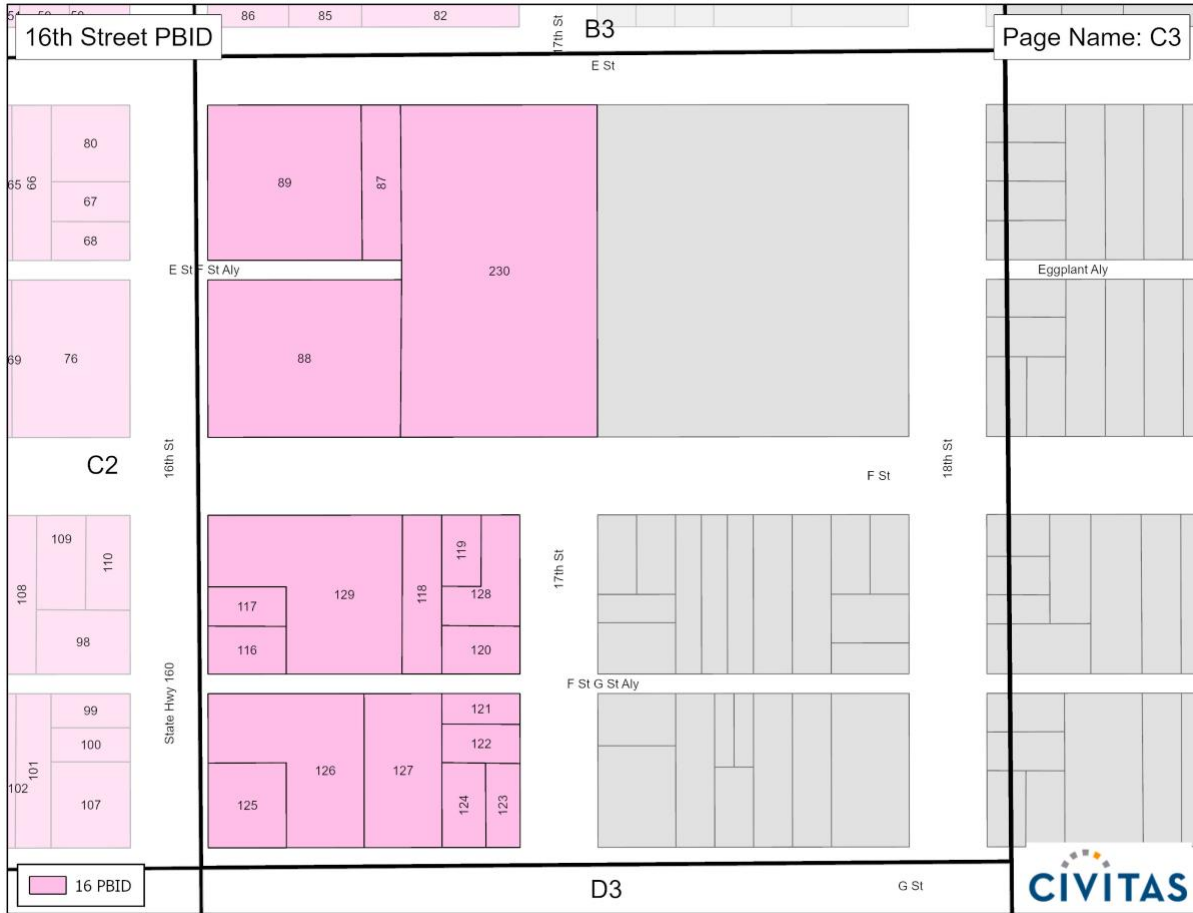 16th Street PBID
86
85
82
17th St
B3
Page Name: C3
E St
80
65
66
67
68
89
87
230
E St F St Aly
Eggplant Aly
69
76
88
C2
16th St
F St
18th St
108
109
110
98
129
118
119
128
117
116
120
17th St
State Hwy 160
F St G St Aly
102
101
99
100
107
126
127
121
122
125
124
123
16 PBID
D3
G St
CIVITAS